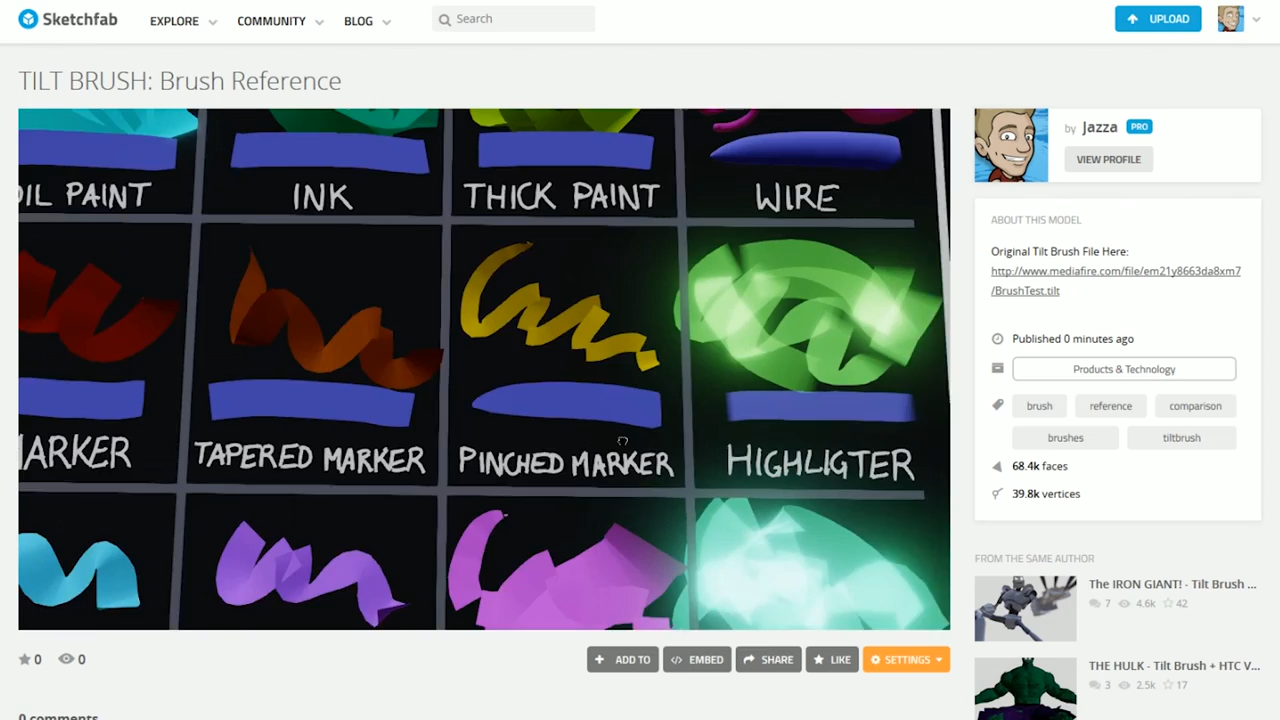 Sketchfab EXPLORE COMMUNITY BLOG Search UPLOAD
TILT BRUSH: Brush Reference
OIL PAINT INK THICK PAINT WIRE
MARKER TAPERED MARKER PINCHED MARKER HIGHLIGTER
by Jazza PRO
VIEW PROFILE
ABOUT THIS MODEL
Original Tilt Brush File Here:
http://www.mediafire.com/file/em21y8663da8xm7
/BrushTest.tilt
Published 0 minutes ago
Products & Technology
brush reference comparison
brushes tiltbrush
68.4k faces
39.8k vertices
FROM THE SAME AUTHOR
The IRON GIANT! - Tilt Brush ...
7 4.6k 42
THE HULK - Tilt Brush + HTC V...
3 2.5k 17
0 0 ADD TO EMBED SHARE LIKE SETTINGS
0 comments